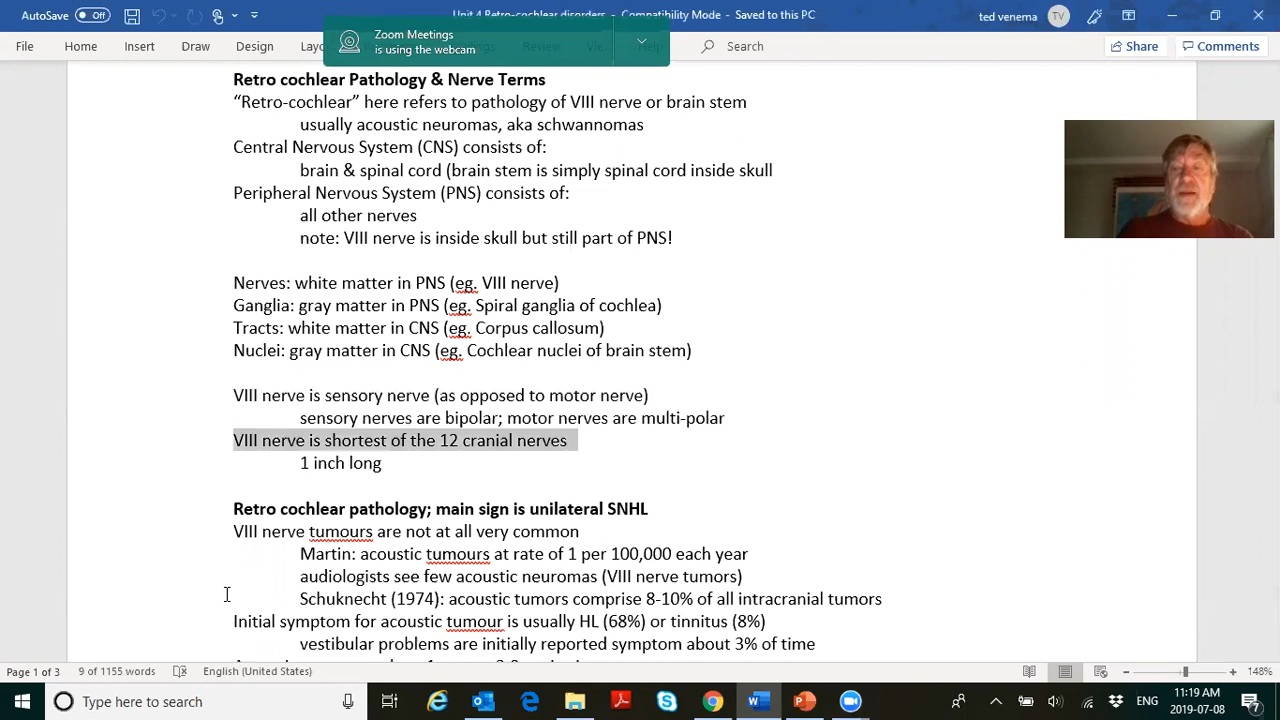 Unit 4 Retro-cochlear disorders - Compatibility Mode - Saved to this PC
ted venema
Zoom Meetings
is using the webcam
File Home Insert Draw Design Review Help Search Share Comments
Retro cochlear Pathology & Nerve Terms
“Retro-cochlear” here refers to pathology of VIII nerve or brain stem
usually acoustic neuromas, aka schwannomas
Central Nervous System (CNS) consists of:
brain & spinal cord (brain stem is simply spinal cord inside skull
Peripheral Nervous System (PNS) consists of:
all other nerves
note: VIII nerve is inside skull but still part of PNS!
Nerves: white matter in PNS (eg. VIII nerve)
Ganglia: gray matter in PNS (eg. Spiral ganglia of cochlea)
Tracts: white matter in CNS (eg. Corpus callosum)
Nuclei: gray matter in CNS (eg. Cochlear nuclei of brain stem)
VIII nerve is sensory nerve (as opposed to motor nerve)
sensory nerves are bipolar; motor nerves are multi-polar
VIII nerve is shortest of the 12 cranial nerves
1 inch long
Retro cochlear pathology; main sign is unilateral SNHL
VIII nerve tumours are not at all very common
Martin: acoustic tumours at rate of 1 per 100,000 each year
audiologists see few acoustic neuromas (VIII nerve tumors)
Schuknecht (1974): acoustic tumors comprise 8-10% of all intracranial tumors
Initial symptom for acoustic tumour is usually HL (68%) or tinnitus (8%)
vestibular problems are initially reported symptom about 3% of time
Page 1 of 3 9 of 1155 words English (United States) 148%
Type here to search ENG 11:19 AM
2019-07-08